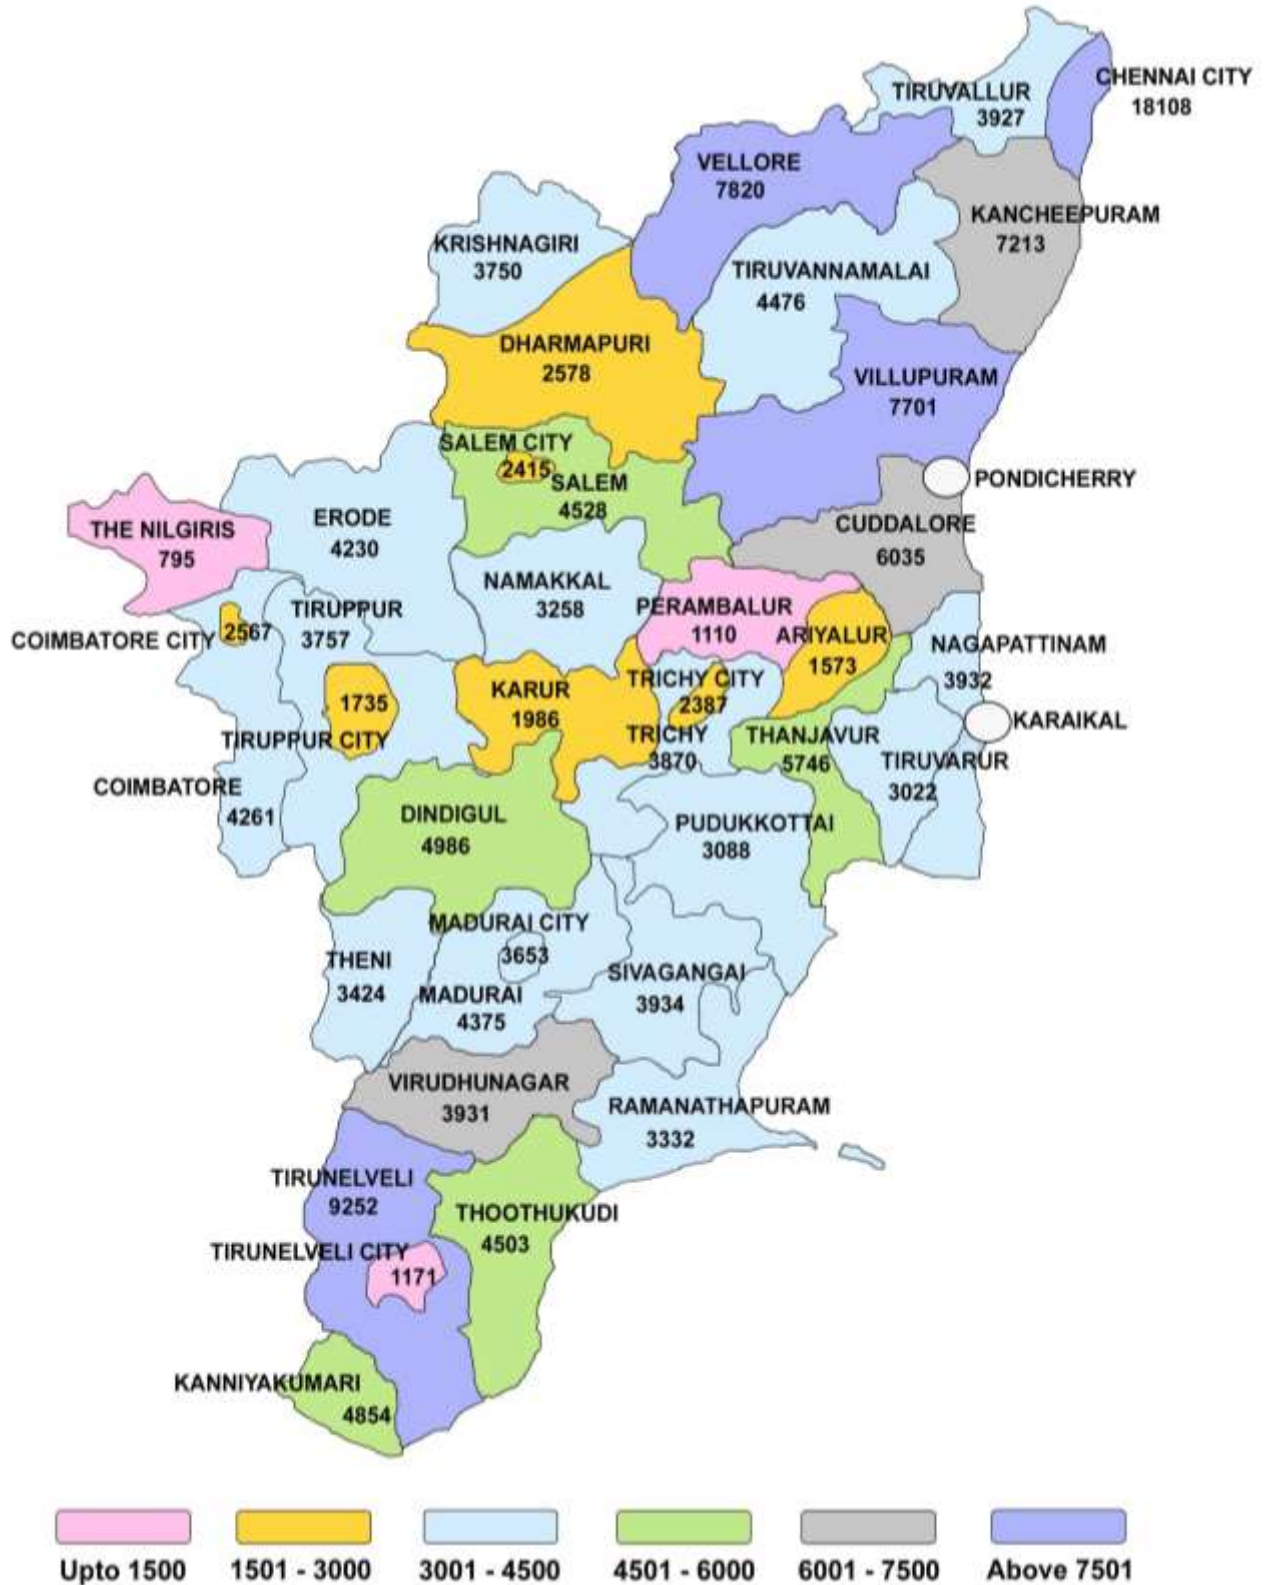 CHENNAI CITY
18108
TIRUVALLUR
3927
VELLORE
7820
KANCHEEPURAM
7213
KRISHNAGIRI
3750
TIRUVANNAMALAI
4476
DHARMAPURI
2578
VILLUPURAM
7701
SALEM CITY
2415
SALEM
4528
PONDICHERRY
CUDDALORE
6035
THE NILGIRIS
795
ERODE
4230
NAMAKKAL
3258
PERAMBALUR
1110
ARIYALUR
1573
COIMBATORE CITY
2567
TIRUPPUR
3757
NAGAPATTINAM
3932
KARUR
1986
TRICHY CITY
2387
1735
TIRUPPUR CITY
TRICHY
3870
THANJAVUR
5746
KARAIKAL
TIRUVARUR
3022
COIMBATORE
4261
DINDIGUL
4986
PUDUKKOTTAI
3088
MADURAI CITY
3653
THENI
3424
MADURAI
4375
SIVAGANGAI
3934
VIRUDHUNAGAR
3931
RAMANATHAPURAM
3332
TIRUNELVELI
9252
THOOTHUKUDI
4503
TIRUNELVELI CITY
1171
KANNIYAKUMARI
4854
Upto 1500
1501 - 3000
3001 - 4500
4501 - 6000
6001 - 7500
Above 7501